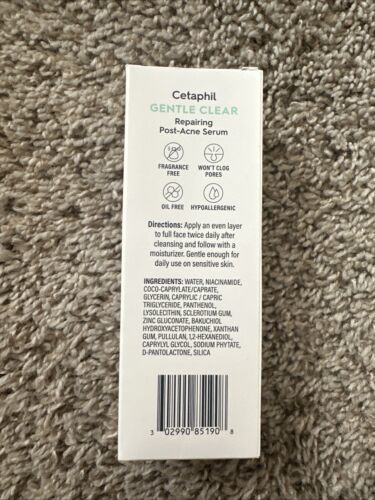 Cetaphil
GENTLE CLEAR
Repairing
Post-Acne Serum
FRAGRANCE
FREE
WON'T CLOG
PORES
OIL FREE
HYPOALLERGENIC
Directions: Apply an even layer
to full face twice daily after
cleansing and follow with a
moisturizer. Gentle enough for
daily use on sensitive skin.
INGREDIENTS: WATER, NIACINAMIDE,
COCO-CAPRYLATE/CAPRATE,
GLYCERIN, CAPRYLIC / CAPRIC
TRIGLYCERIDE, PANTHENOL,
LYSOLECITHIN, SCLEROTIUM GUM,
ZINC GLUCONATE, BAKUCHIOL
HYDROXYACETOPHENONE, XANTHAN
GUM, PULLULAN, 1,2-HEXANEDIOL,
CAPRYLYL GLYCOL, SODIUM PHYTATE,
D-PANTOLACTONE, SILICA
3 02990 85190 8